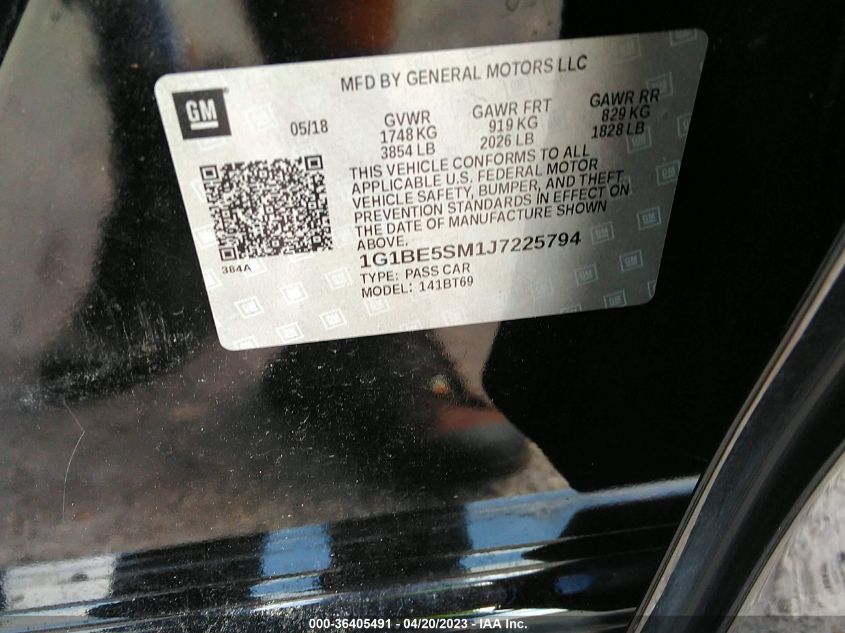 MFD BY GENERAL MOTORS LLC
GM
05/18
GVWR
1748 KG
3854 LB
GAWR FRT
919 KG
2026 LB
GAWR RR
829 KG
1828 LB
THIS VEHICLE CONFORMS TO ALL
APPLICABLE U.S. FEDERAL MOTOR
VEHICLE SAFETY, BUMPER, AND THEFT
PREVENTION STANDARDS IN EFFECT ON
THE DATE OF MANUFACTURE SHOWN
ABOVE.
384A
1G1BE5SM1J7225794
TYPE: PASS CAR
MODEL: 141BT69
000-36405491 - 04/20/2023 - IAA Inc.